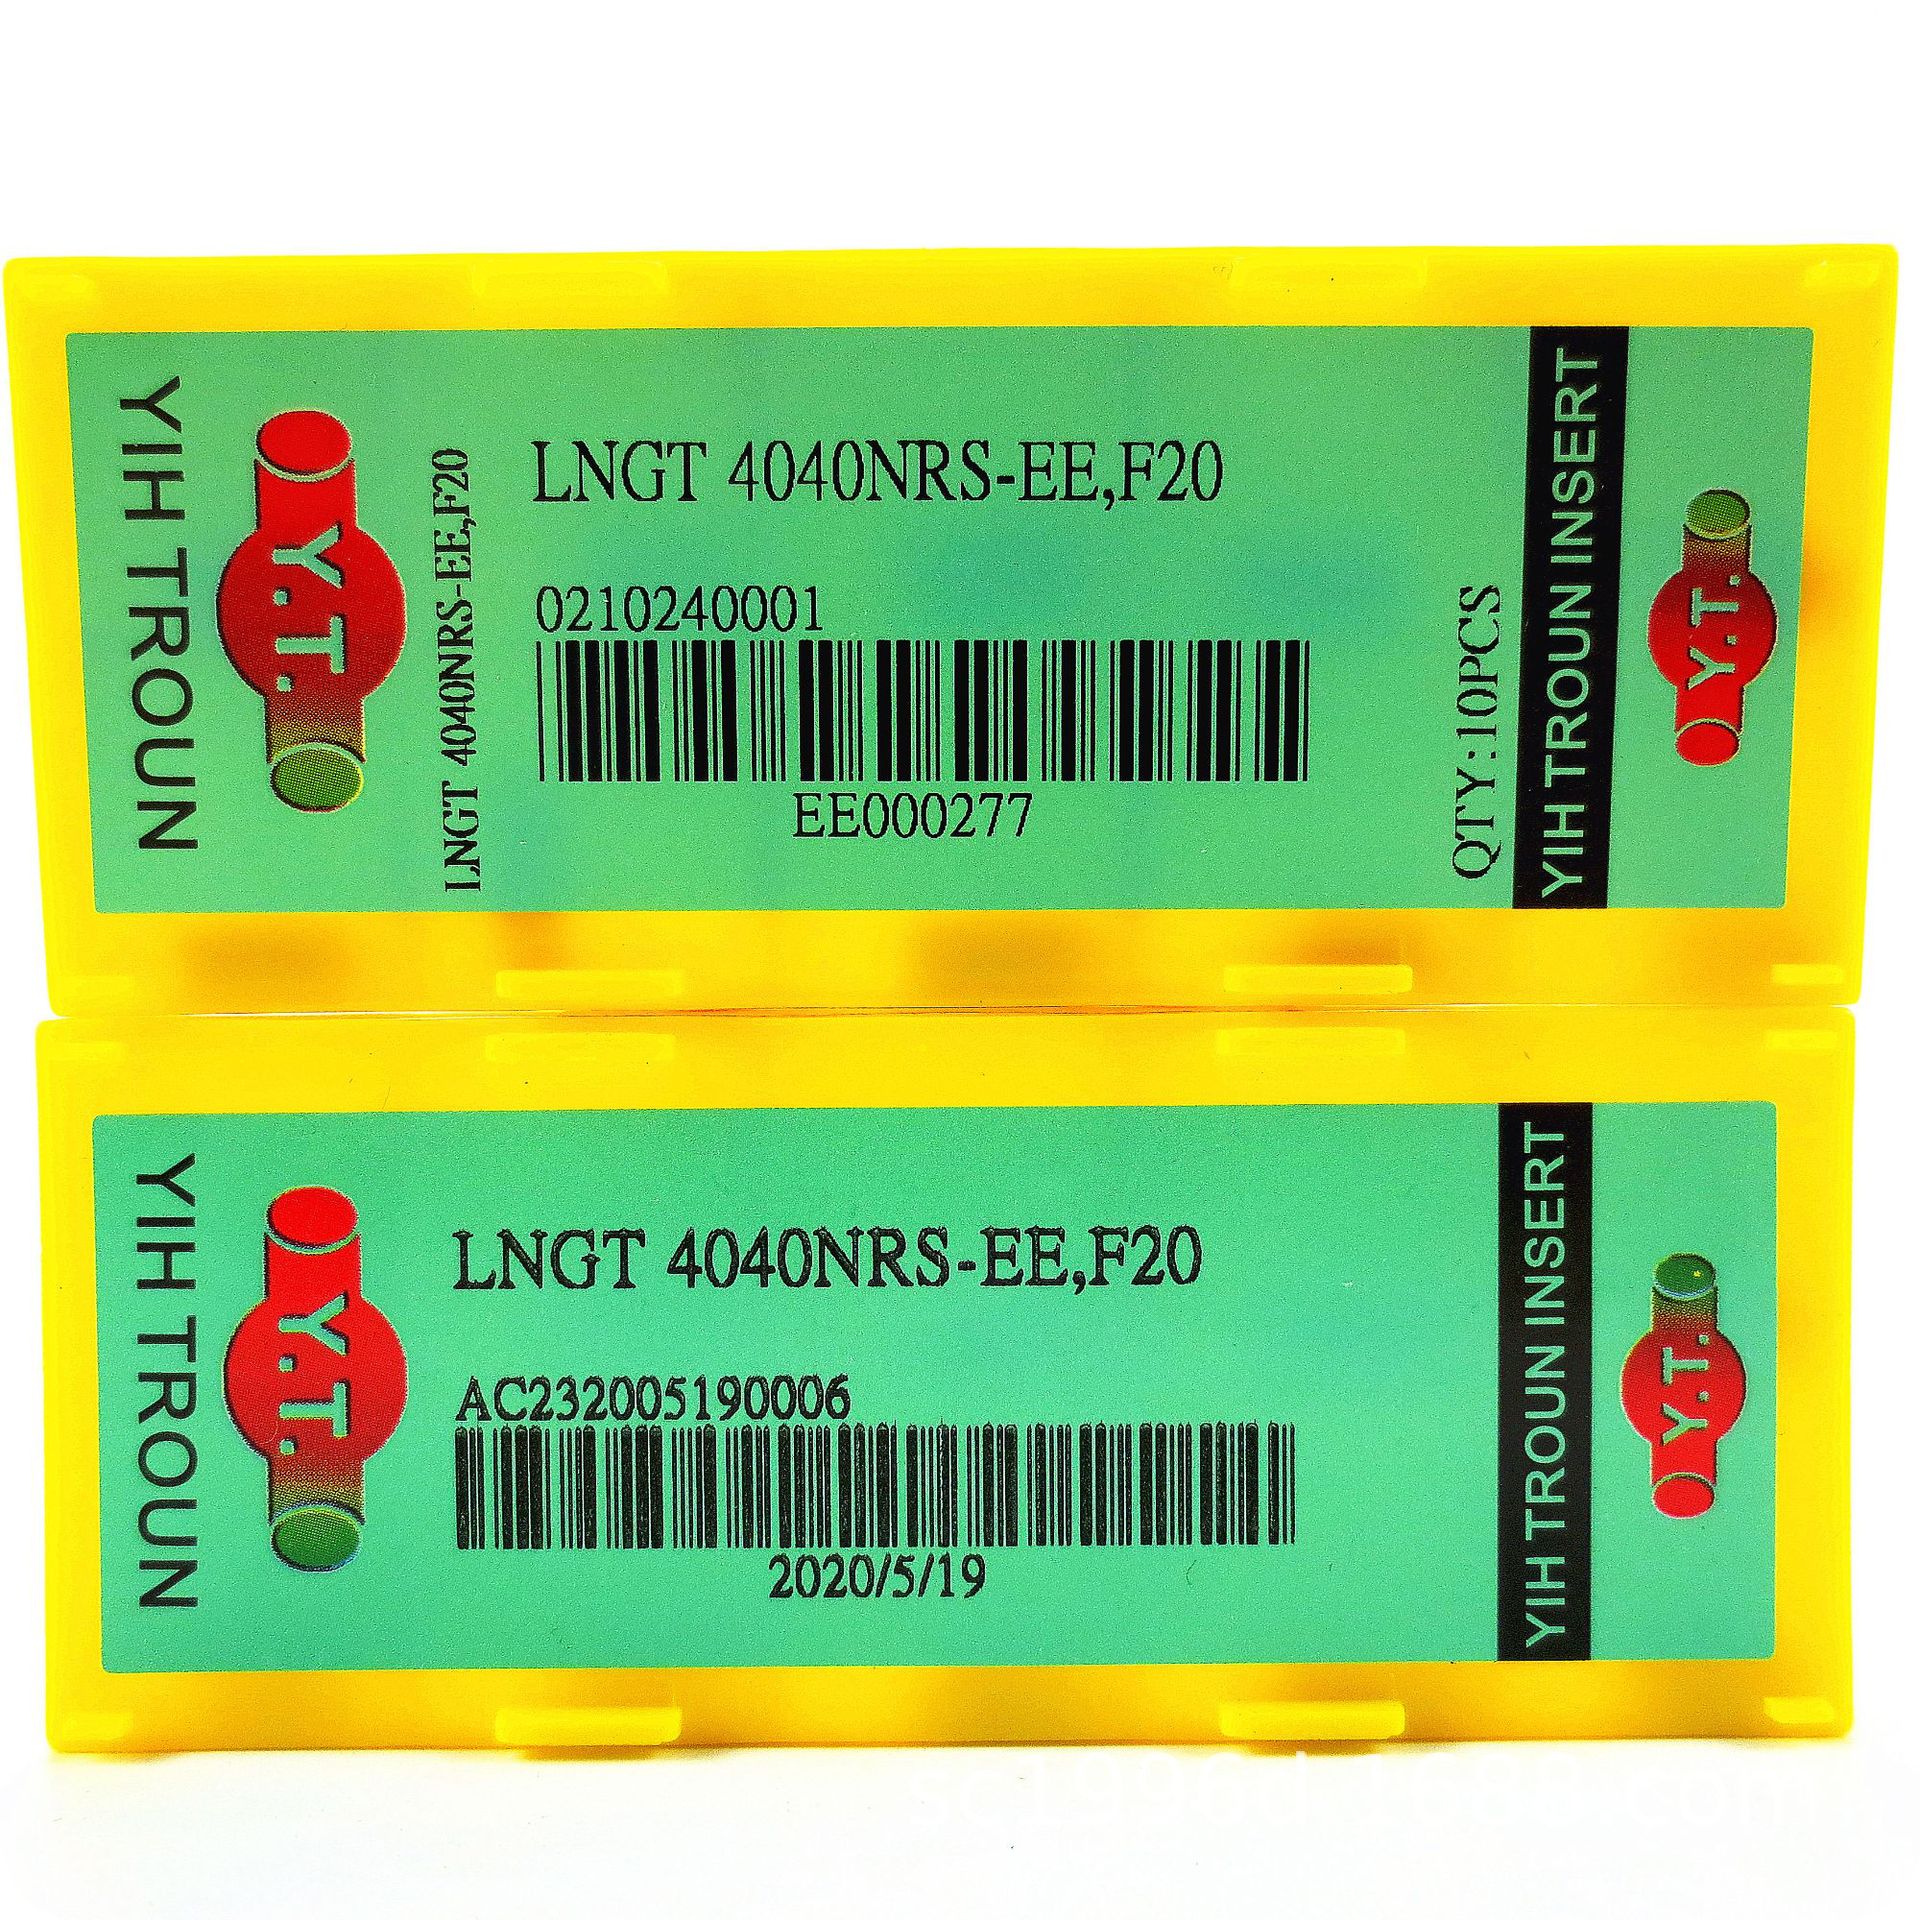 YIH TROUN
Y.T.
LNGT 4040NRS-EE,F20
LNGT 4040NRS-EE,F20
0210240001
EE000277
QTY:10PCS
YIH TROUN INSERT
Y.T.
YIH TROUN
Y.T.
LNGT 4040NRS-EE,F20
AC232005190006
2020/5/19
YIH TROUN INSERT
Y.T.